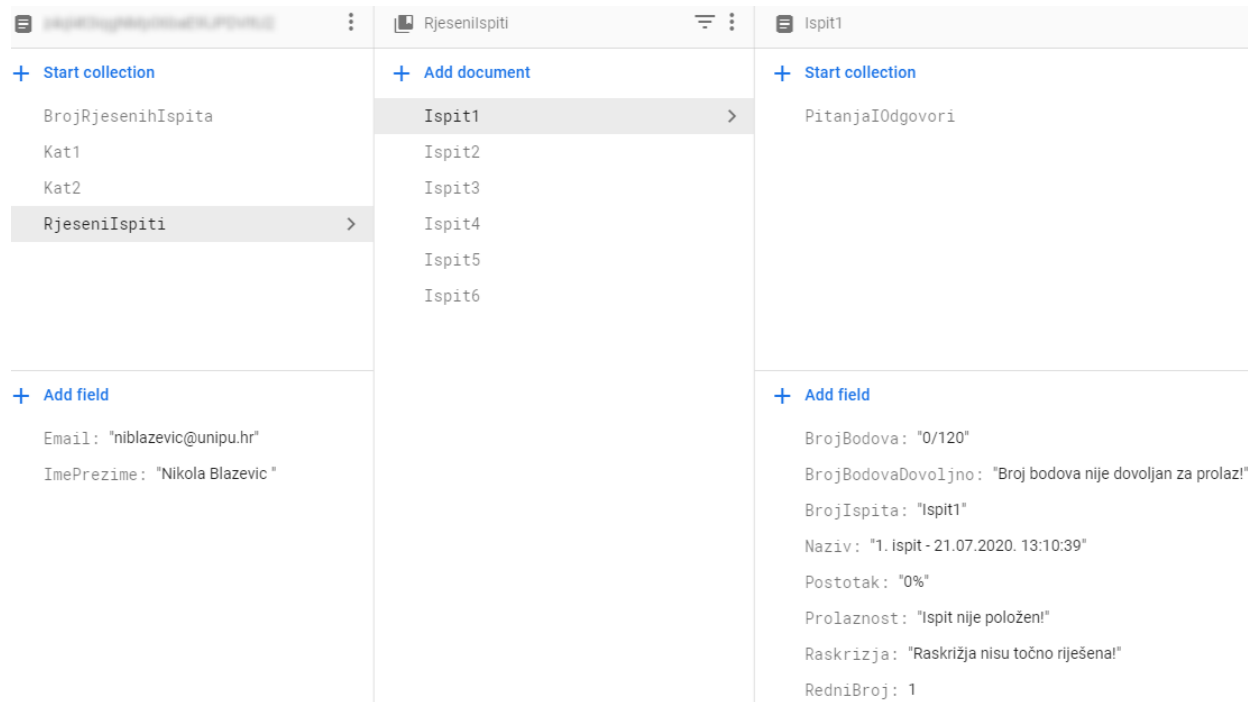 RjeseniIspiti
Ispit1
+ Start collection
BrojRjesenihIspita
Kat1
Kat2
RjeseniIspiti
+ Add field
Email: "niblazevic@unipu.hr"
ImePrezime: "Nikola Blazevic "
+ Add document
Ispit1
Ispit2
Ispit3
Ispit4
Ispit5
Ispit6
+ Start collection
PitanjaIOdgovori
+ Add field
BrojBodova: "0/120"
BrojBodovaDovoljno: "Broj bodova nije dovoljan za prolaz!"
BrojIspita: "Ispit1"
Naziv: "1. ispit - 21.07.2020. 13:10:39"
Postotak: "0%"
Prolaznost: "Ispit nije položen!"
Raskrizja: "Raskrižja nisu točno riješena!"
RedniBroj: 1